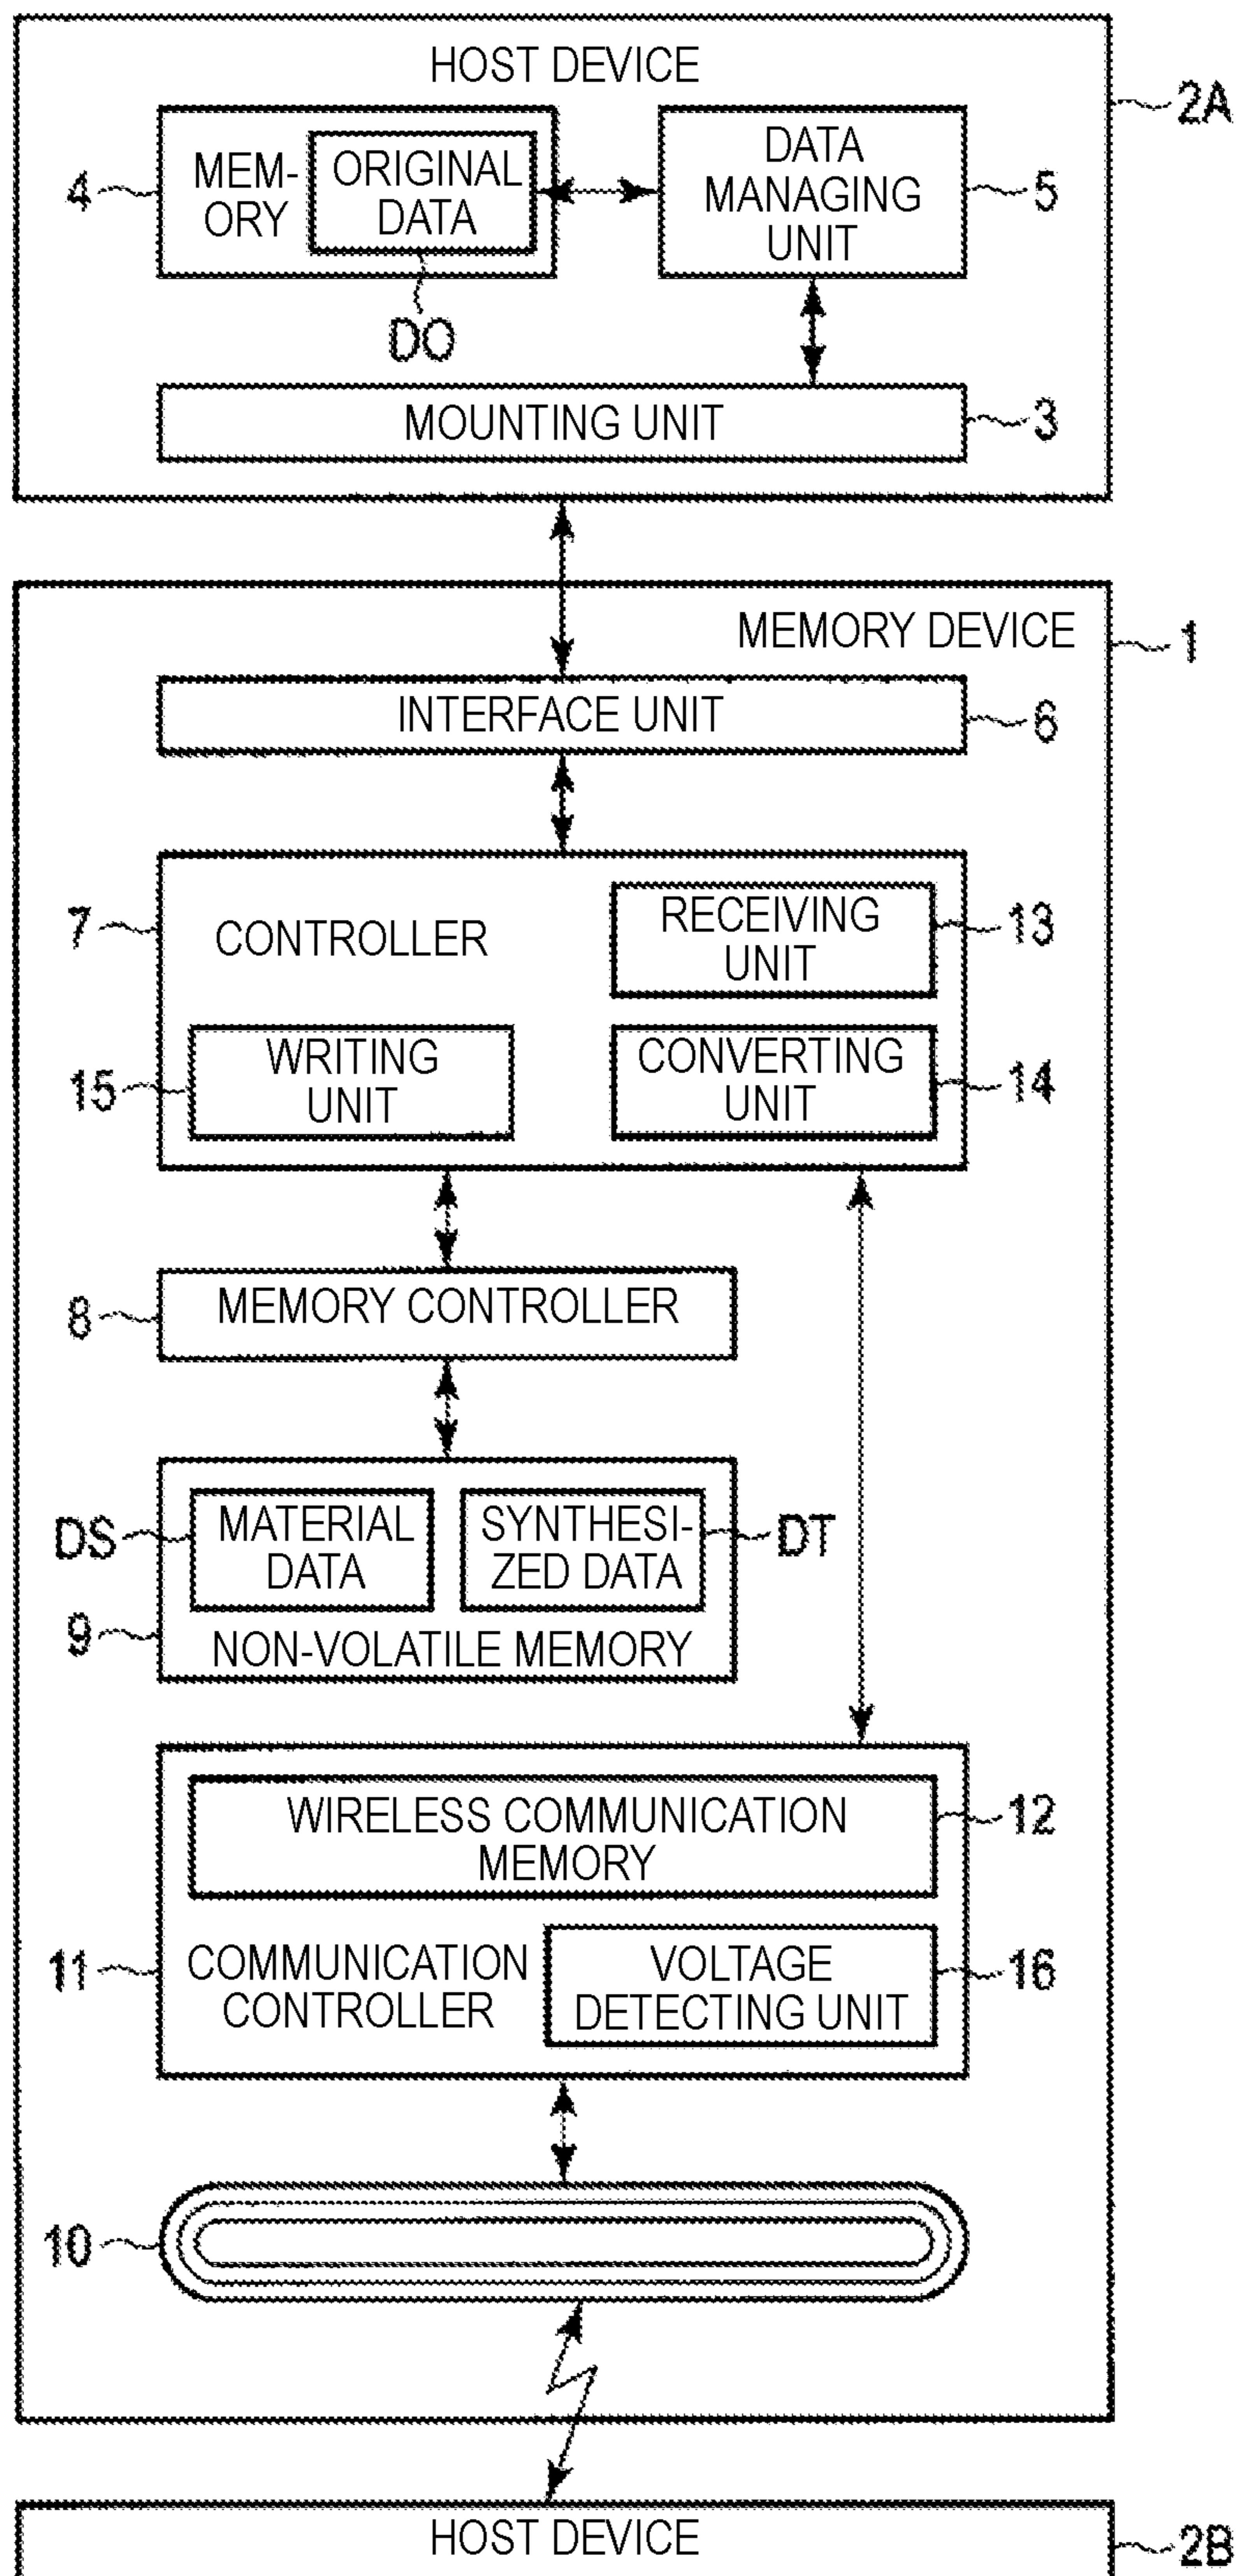 HOST DEVICE
2A
4
MEM-
ORY
ORIGINAL
DATA
DATA
MANAGING
UNIT
5
DO
MOUNTING UNIT
3
MEMORY DEVICE
1
INTERFACE UNIT
6
7
CONTROLLER
RECEIVING
UNIT
13
15
WRITING
UNIT
CONVERTING
UNIT
14
8
MEMORY CONTROLLER
DS
MATERIAL
DATA
SYNTHESI-
ZED DATA
DT
9
NON-VOLATILE MEMORY
WIRELESS COMMUNICATION
MEMORY
12
11
COMMUNICATION
CONTROLLER
VOLTAGE
DETECTING UNIT
16
10
HOST DEVICE
2B